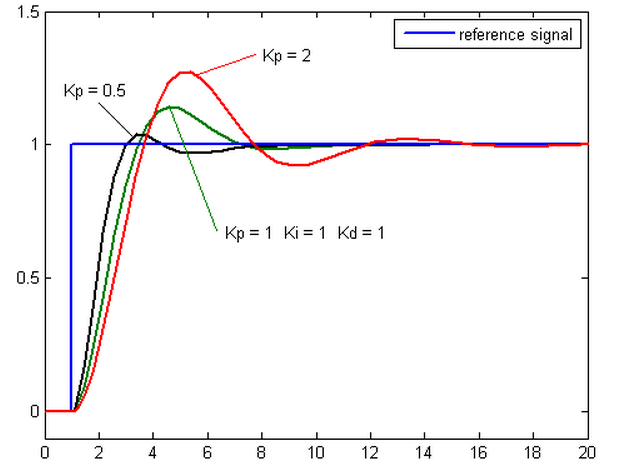 1.5
reference signal
Kp = 2
Kp = 0.5
1
Kp = 1 Ki = 1 Kd = 1
0.5
0
0 2 4 6 8 10 12 14 16 18 20